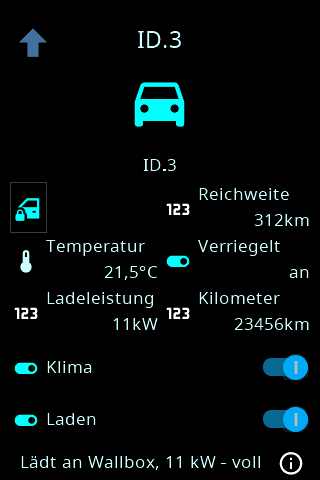 ID.3
ID.3
123 Reichweite
312km
Temperatur
21,5°C
Verriegelt
an
123 Ladeleistung
11kW
123 Kilometer
23456km
Klima
Laden
Lädt an Wallbox, 11 kW - voll